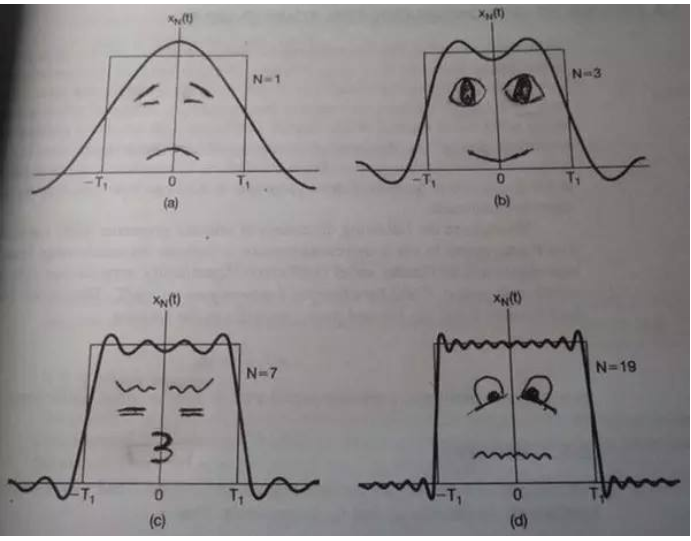 x_N(t)
N=1
−T₁ 0 T₁
(a)
x_N(t)
N=3
−T₁ 0 T₁
(b)
x_N(t)
N=7
−T₁ 0 T₁
(c)
x_N(t)
N=19
−T₁ 0 T₁
(d)